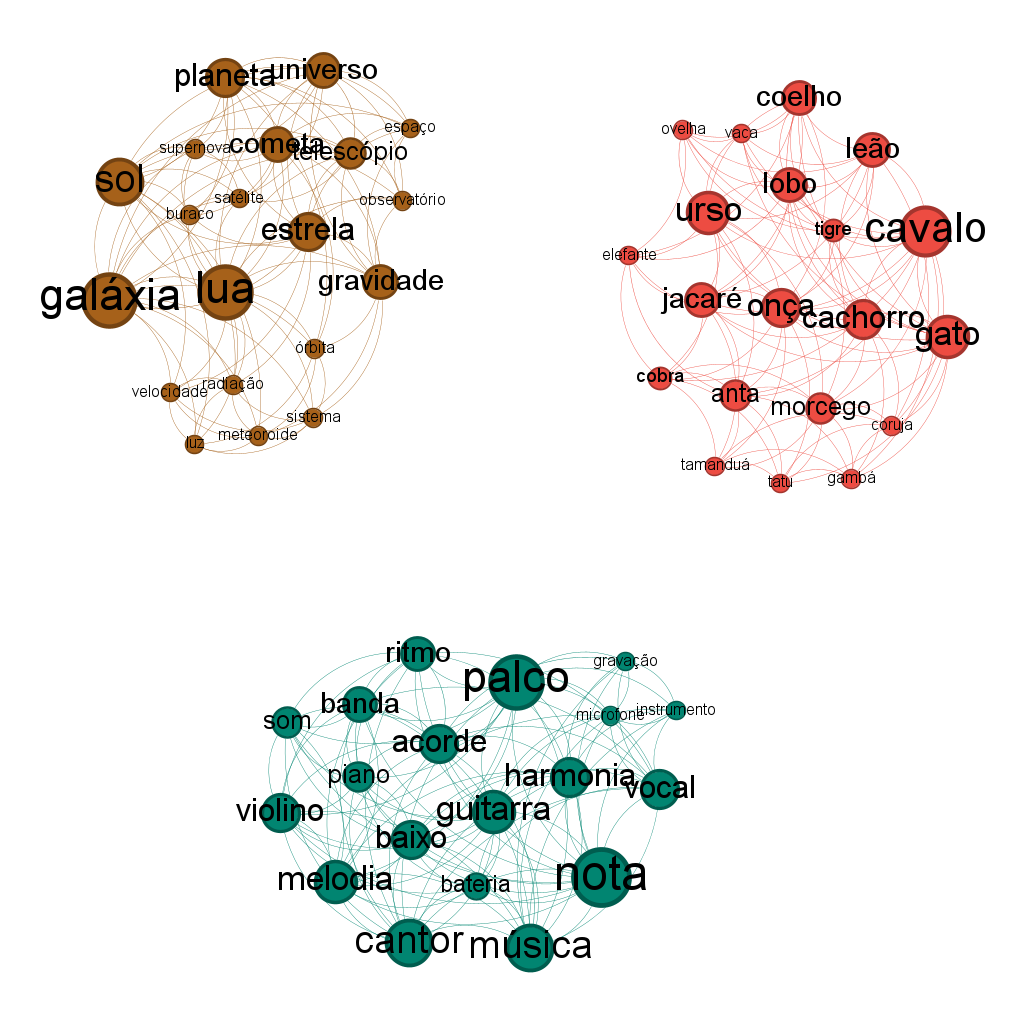 planeta
universo
espaço
supernova
cometa
telescópio
sol
satélite
observatório
buraco
estrela
gravidade
galáxia
lua
órbita
velocidade
radiação
sistema
meteoroide
luz
coelho
ovelha
vaca
leão
lobo
urso
tigre
cavalo
elefante
jacaré
onça
cachorro
gato
cobra
anta
morcego
coruja
tamanduá
tatu
gambá
ritmo
gravação
palco
banda
som
microfone
instrumento
acorde
piano
harmonia
vocal
violino
guitarra
baixo
melodia
bateria
nota
cantor
música